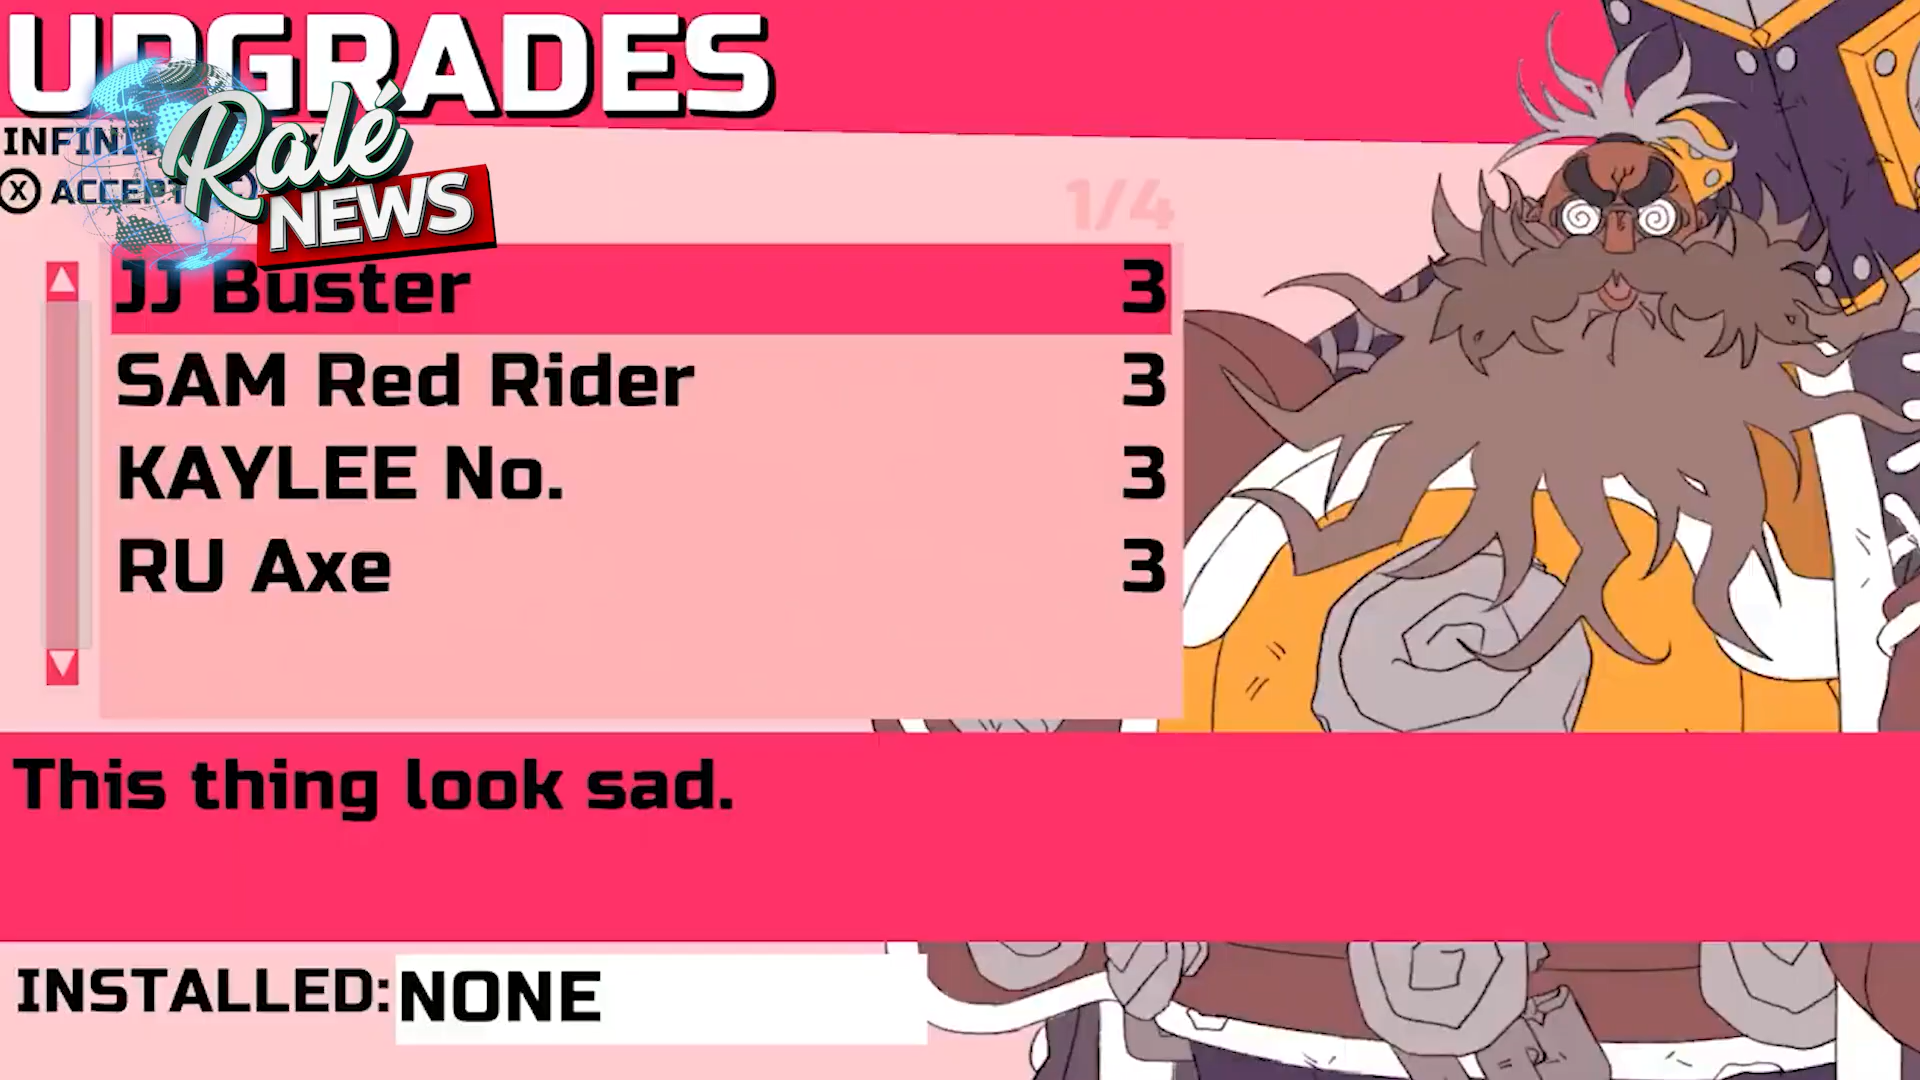 UPGRADES
Ralé
NEWS
ACCEPT
1/4
JJ Buster 3
SAM Red Rider 3
KAYLEE No. 3
RU Axe 3
This thing look sad.
INSTALLED: NONE